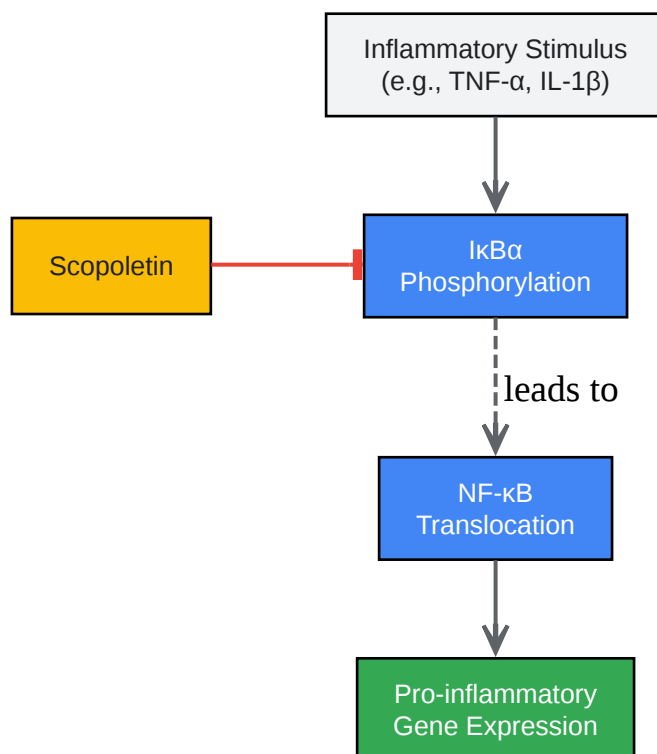 Inflammatory Stimulus
(e.g., TNF-α, IL-1β)
Scopoletin
IκBα
Phosphorylation
leads to
NF-κB
Translocation
Pro-inflammatory
Gene Expression